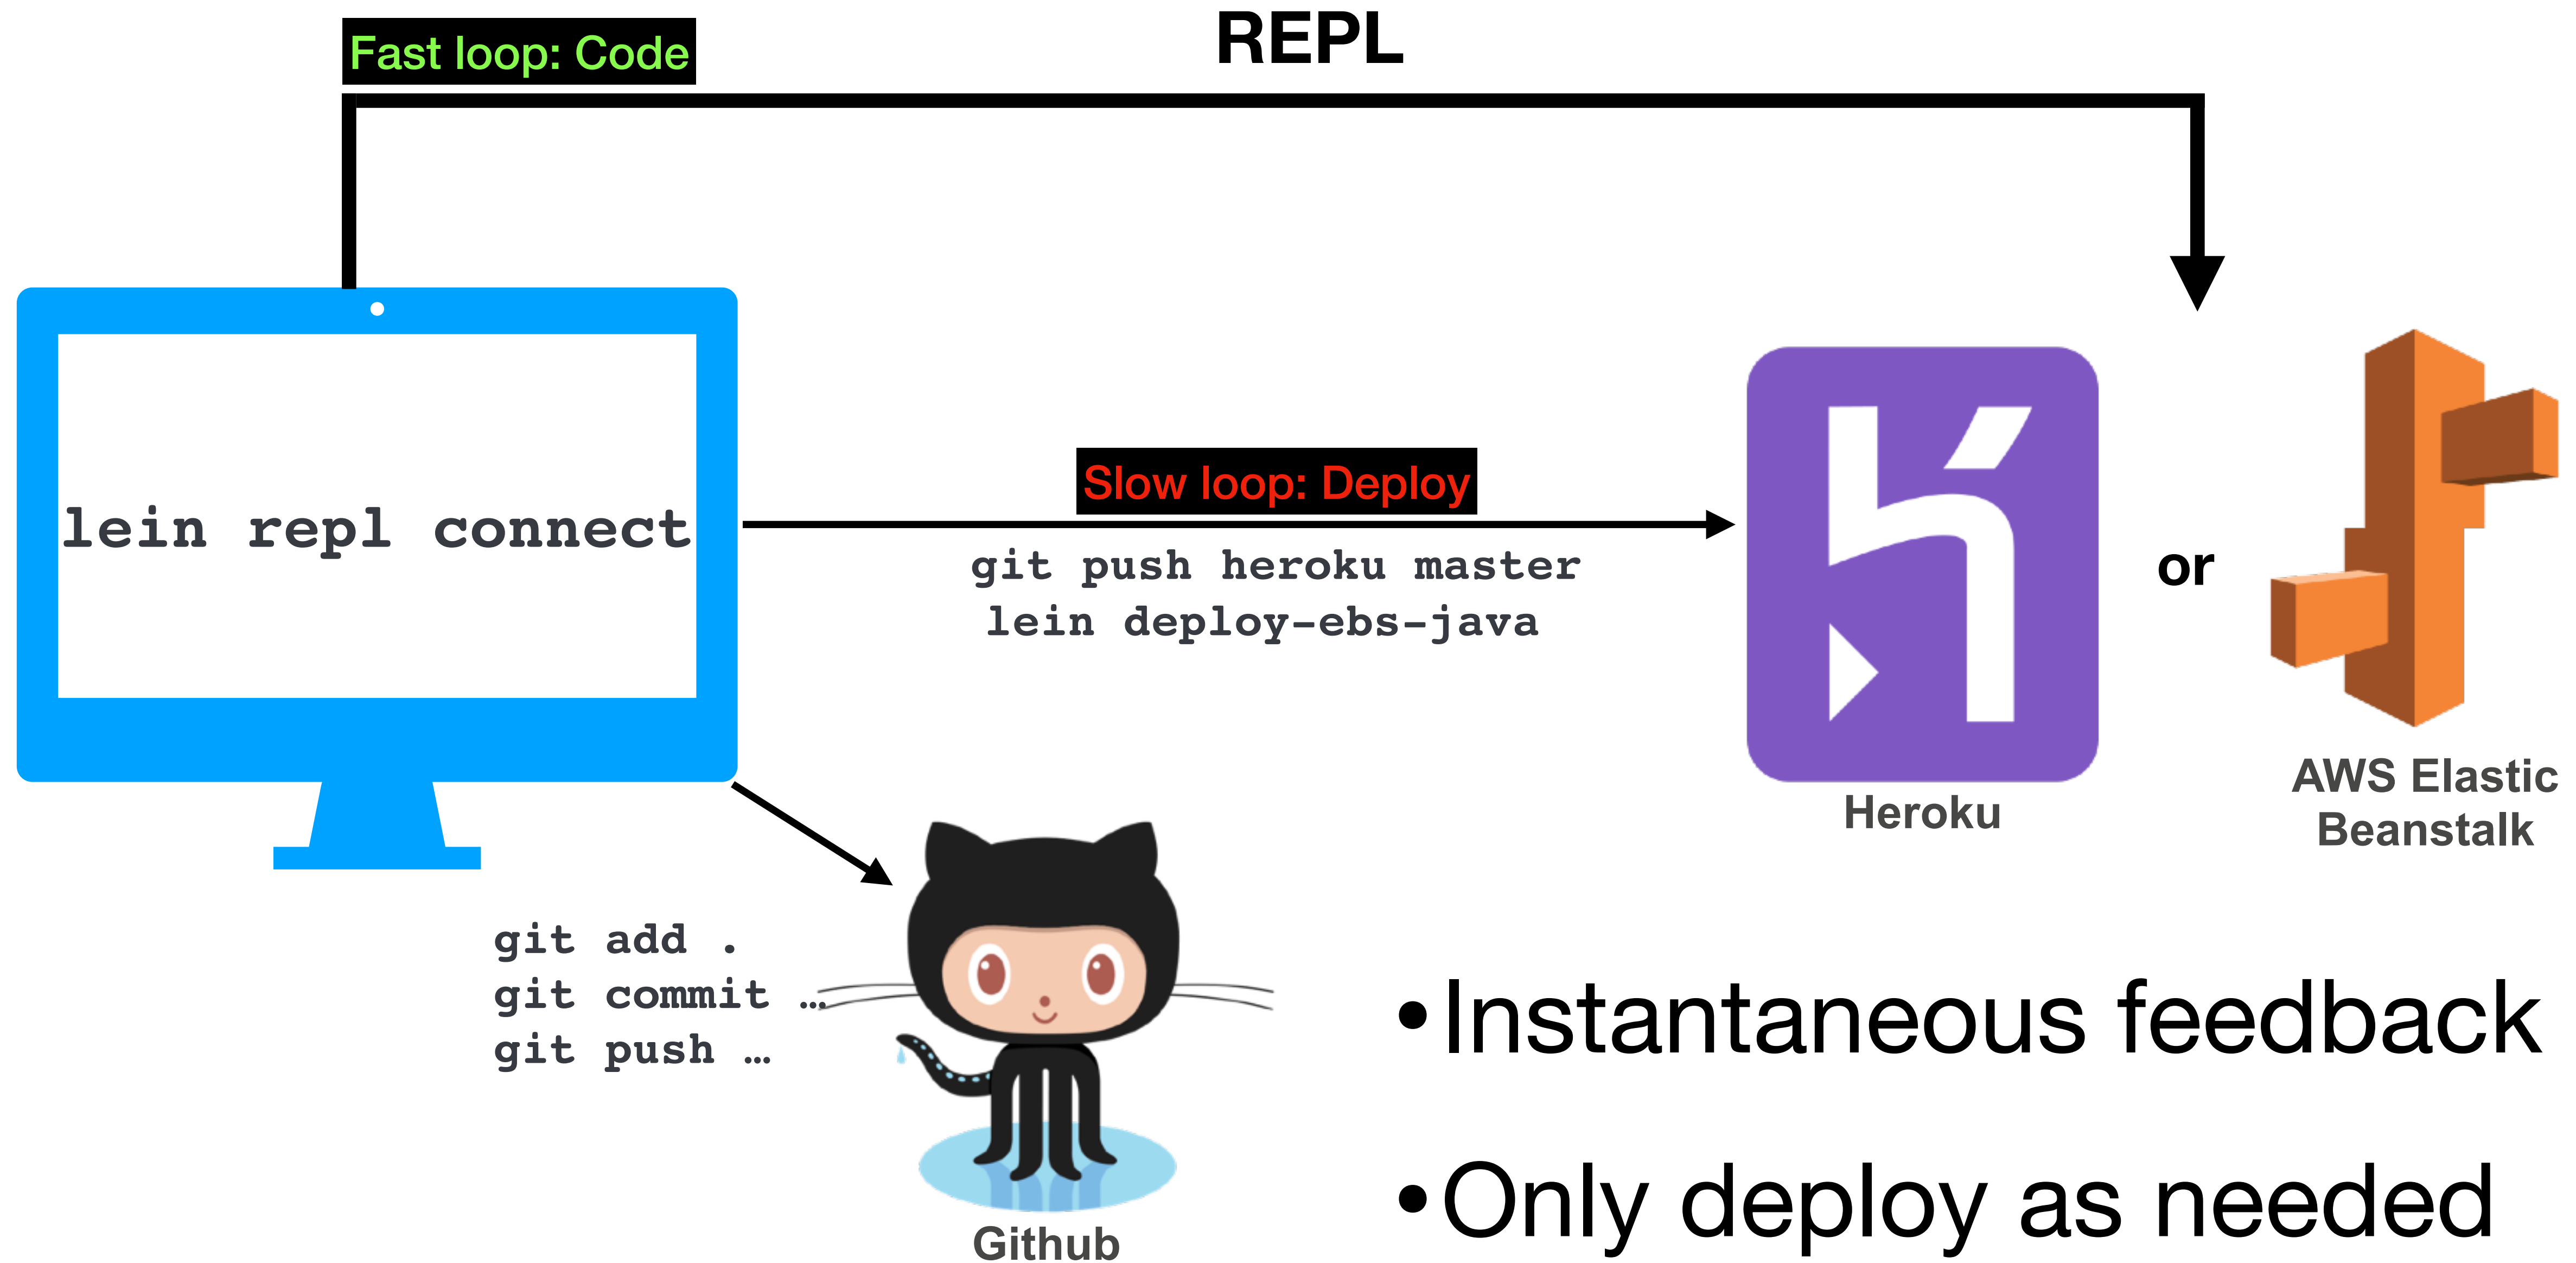 REPL
Fast loop: Code
lein repl connect
Slow loop: Deploy
git push heroku master
lein deploy-ebs-java
or
Heroku
AWS Elastic
Beanstalk
git add .
git commit …
git push …
Github
•Instantaneous feedback
•Only deploy as needed